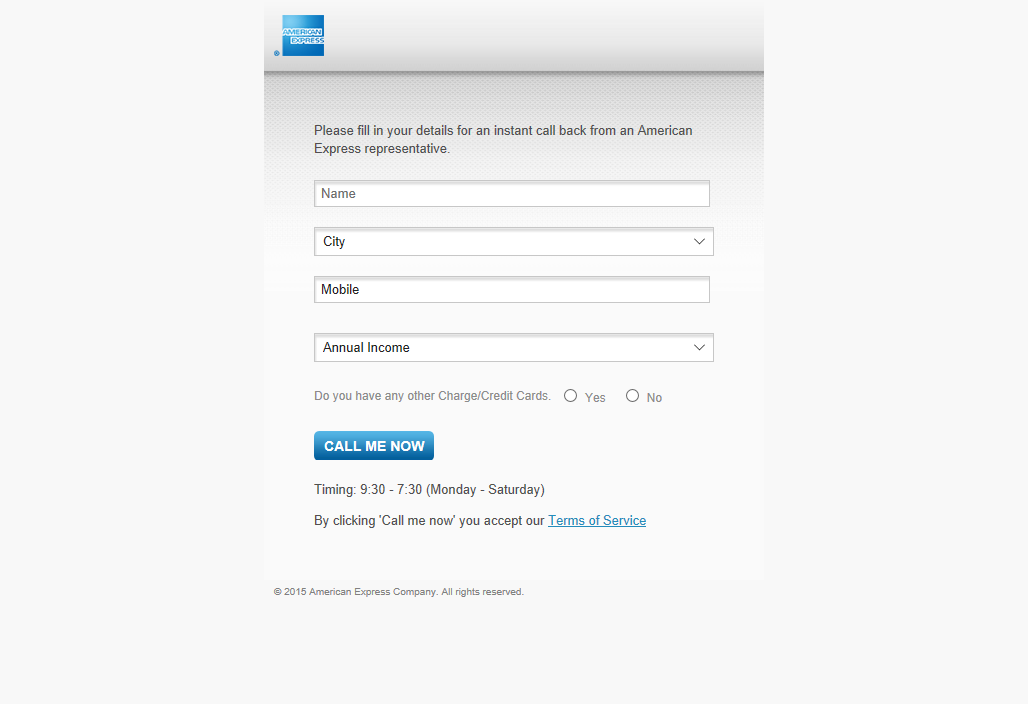 AMERICAN
EXPRESS
®
Please fill in your details for an instant call back from an American
Express representative.
Name
City
Mobile
Annual Income
Do you have any other Charge/Credit Cards. Yes No
CALL ME NOW
Timing: 9:30 - 7:30 (Monday - Saturday)
By clicking 'Call me now' you accept our Terms of Service
© 2015 American Express Company. All rights reserved.